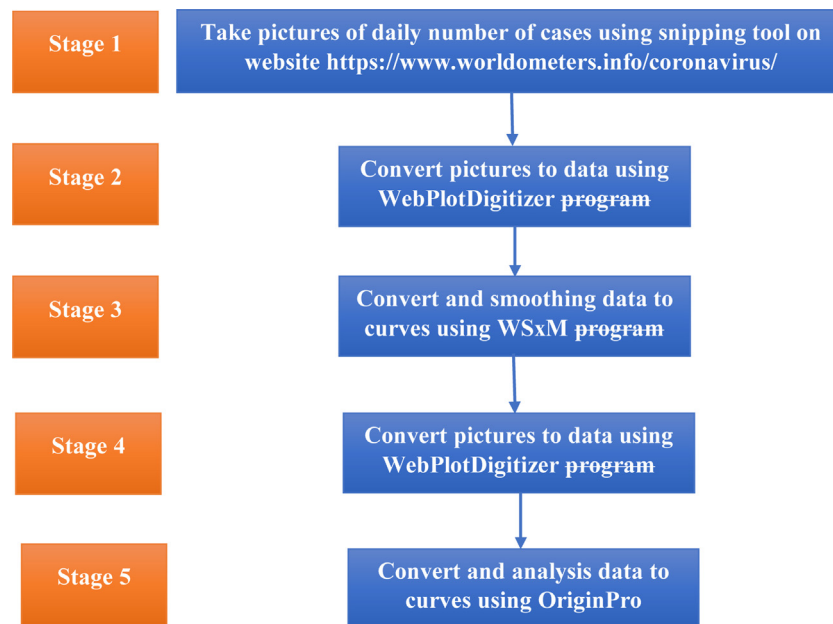 Stage 1
Take pictures of daily number of cases using snipping tool on
website https://www.worldometers.info/coronavirus/
Stage 2
Convert pictures to data using
WebPlotDigitizer program
Stage 3
Convert and smoothing data to
curves using WSxM program
Stage 4
Convert pictures to data using
WebPlotDigitizer program
Stage 5
Convert and analysis data to
curves using OriginPro